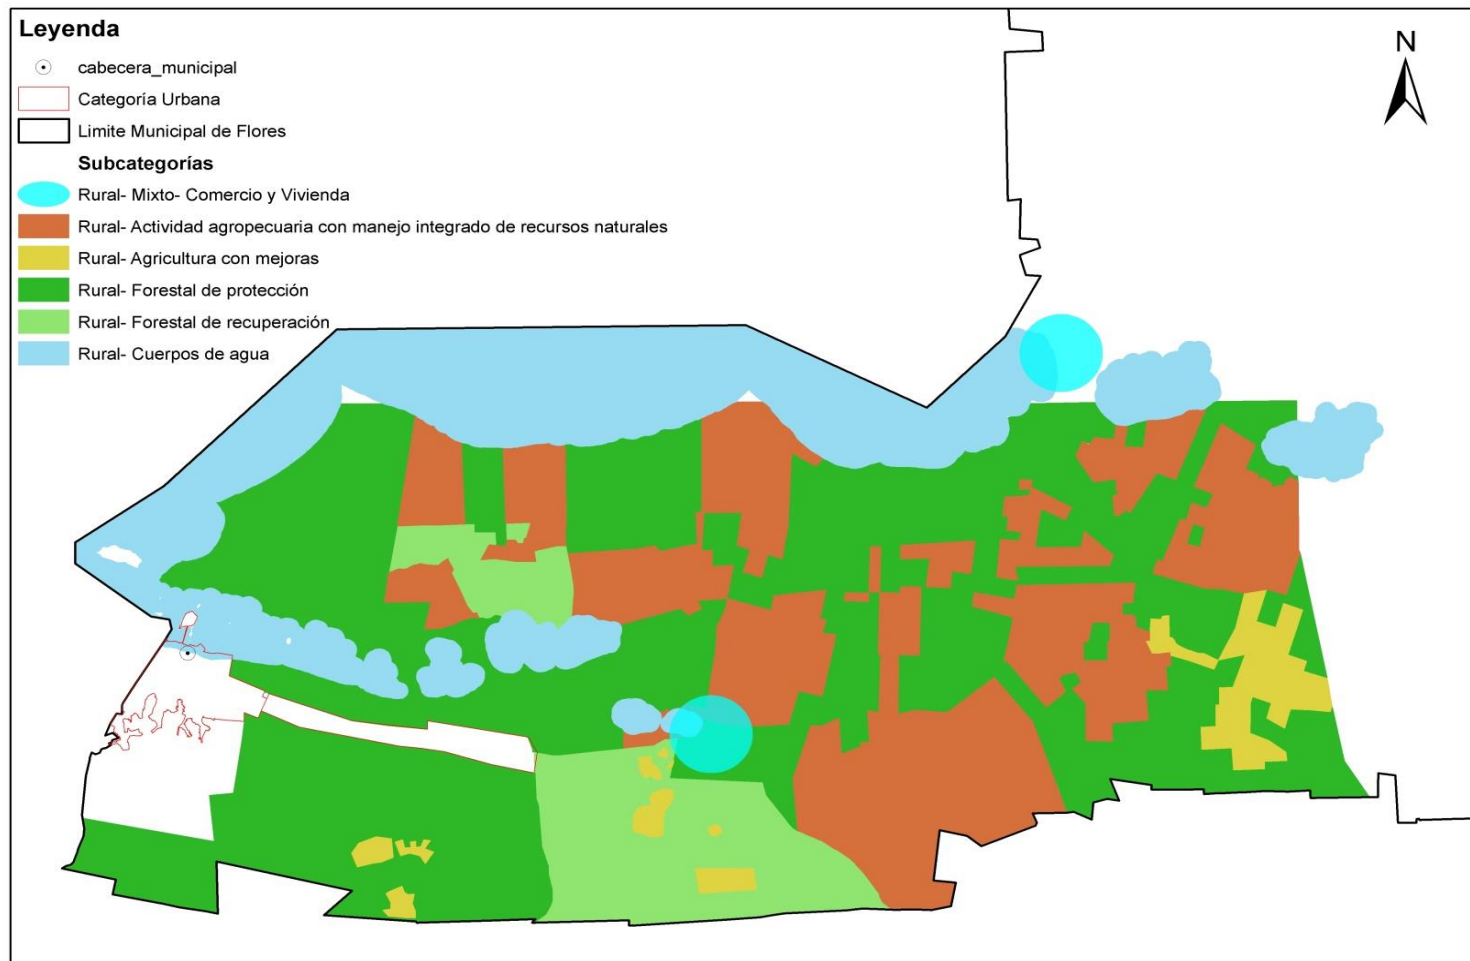 Leyenda
cabecera_municipal
Categoría Urbana
Limite Municipal de Flores
Subcategorías
Rural- Mixto- Comercio y Vivienda
Rural- Actividad agropecuaria con manejo integrado de recursos naturales
Rural- Agricultura con mejoras
Rural- Forestal de protección
Rural- Forestal de recuperación
Rural- Cuerpos de agua
N